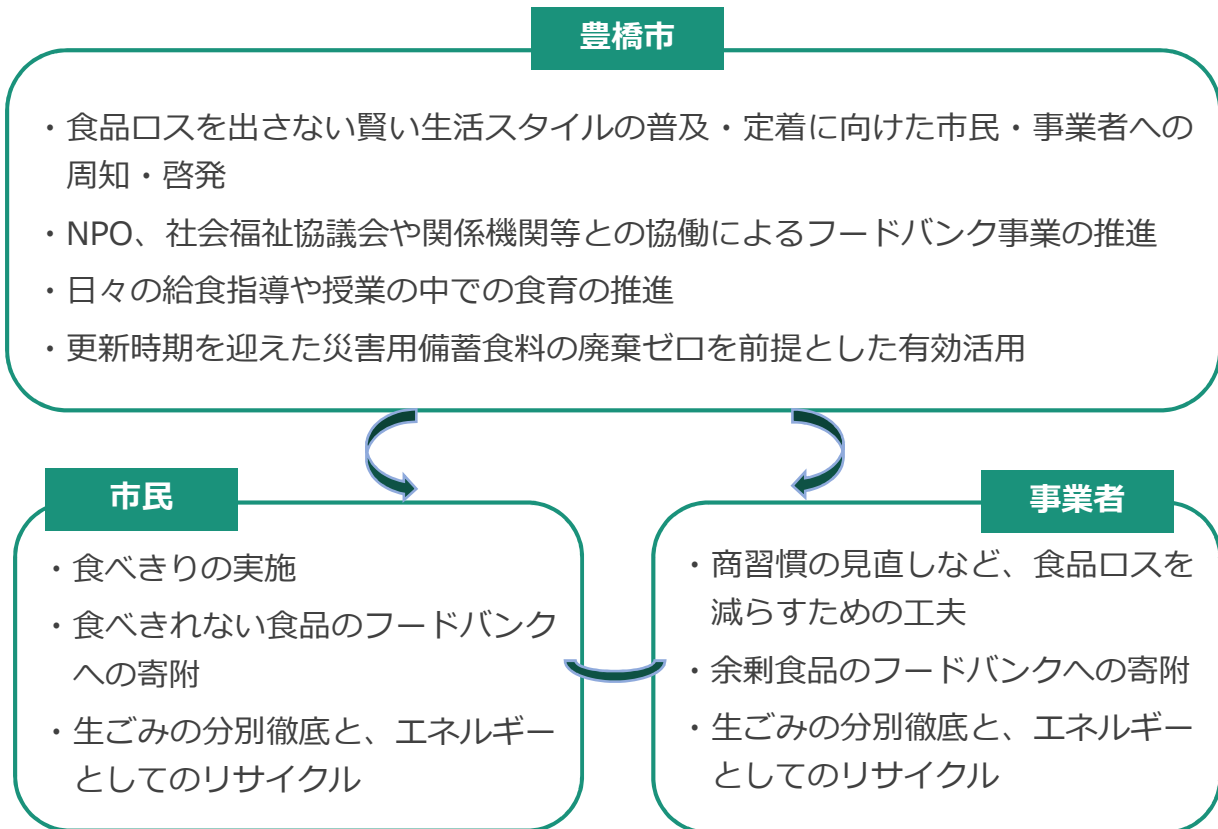 豊橋市
・食品ロスを出さない賢い生活スタイルの普及・定着に向けた市民・事業者への
周知・啓発
・NPO、社会福祉協議会や関係機関等との協働によるフードバンク事業の推進
・日々の給食指導や授業の中での食育の推進
・更新時期を迎えた災害用備蓄食料の廃棄ゼロを前提とした有効活用
市民
・食べきりの実施
・食べきれない食品のフードバンク
への寄附
・生ごみの分別徹底と、エネルギー
としてのリサイクル
事業者
・商習慣の見直しなど、食品ロスを
減らすための工夫
・余剰食品のフードバンクへの寄附
・生ごみの分別徹底と、エネルギー
としてのリサイクル